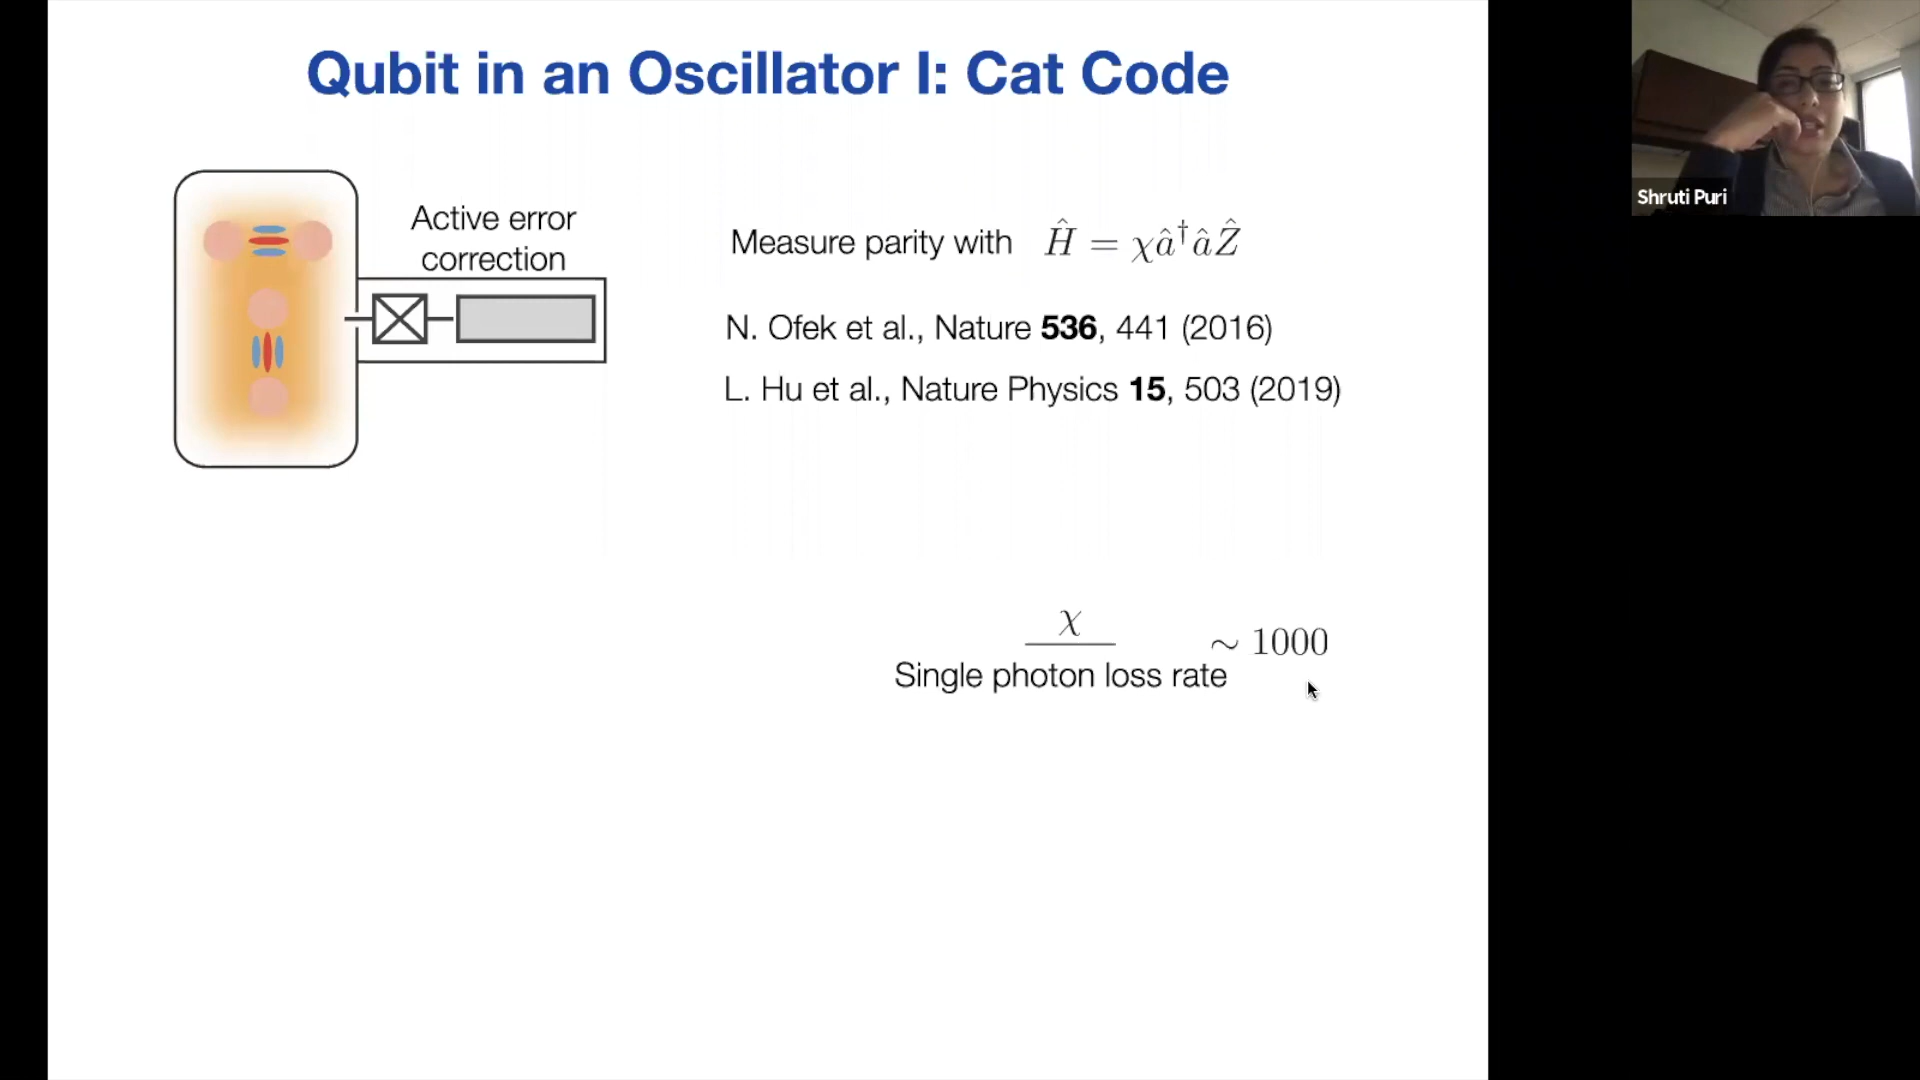 Qubit in an Oscillator I: Cat Code
Active error
correction
Measure parity with Ĥ = χâ†âẐ
N. Ofek et al., Nature 536, 441 (2016)
L. Hu et al., Nature Physics 15, 503 (2019)
χ
Single photon loss rate
~ 1000
Shruti Puri